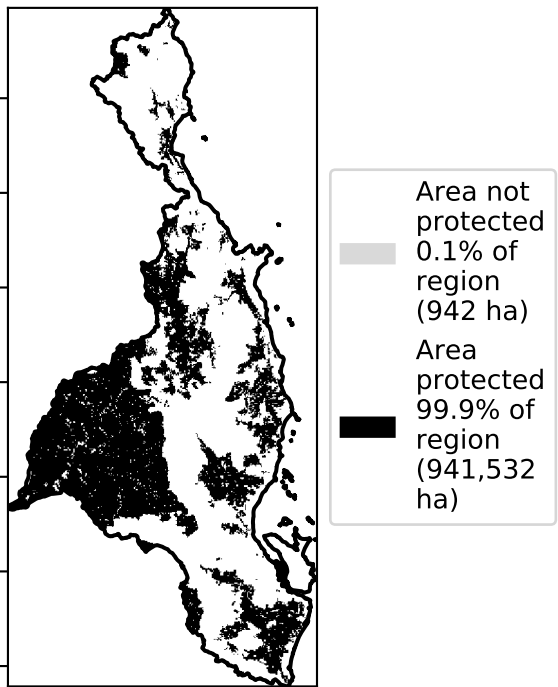 Area not
protected
0.1% of
region
(942 ha)
Area
protected
99.9% of
region
(941,532
ha)